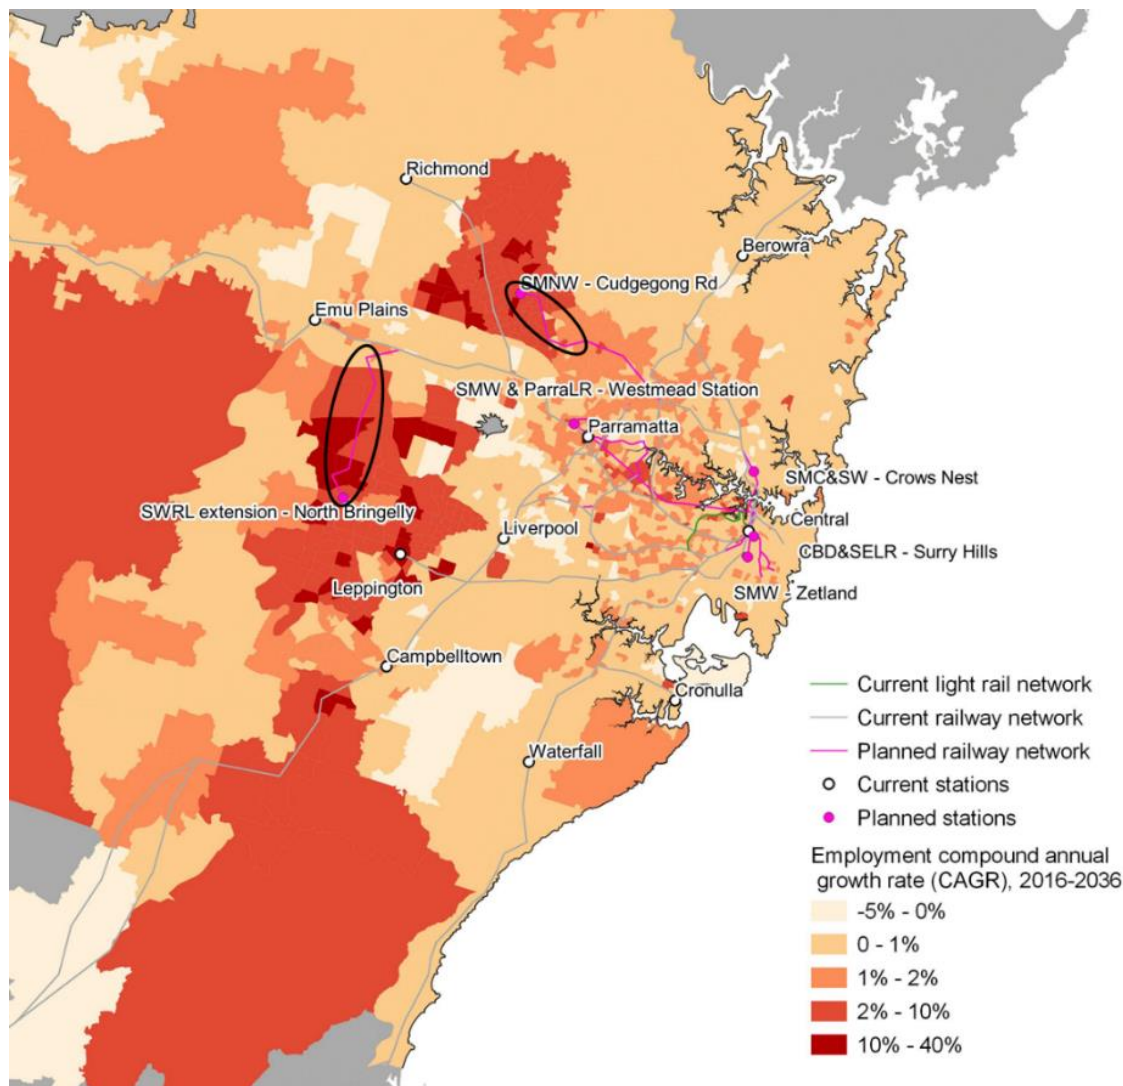 Richmond
Berowra
SMNW - Cudgegong Rd
Emu Plains
SMW & ParraLR - Westmead Station
Parramatta
SMC&SW - Crows Nest
SWRL extension - North Bringelly
Central
Liverpool
CBD&SELR - Surry Hills
Leppington
SMW - Zetland
Campbelltown
Cronulla
Waterfall
Current light rail network
Current railway network
Planned railway network
Current stations
Planned stations
Employment compound annual
growth rate (CAGR), 2016-2036
-5% - 0%
0 - 1%
1% - 2%
2% - 10%
10% - 40%